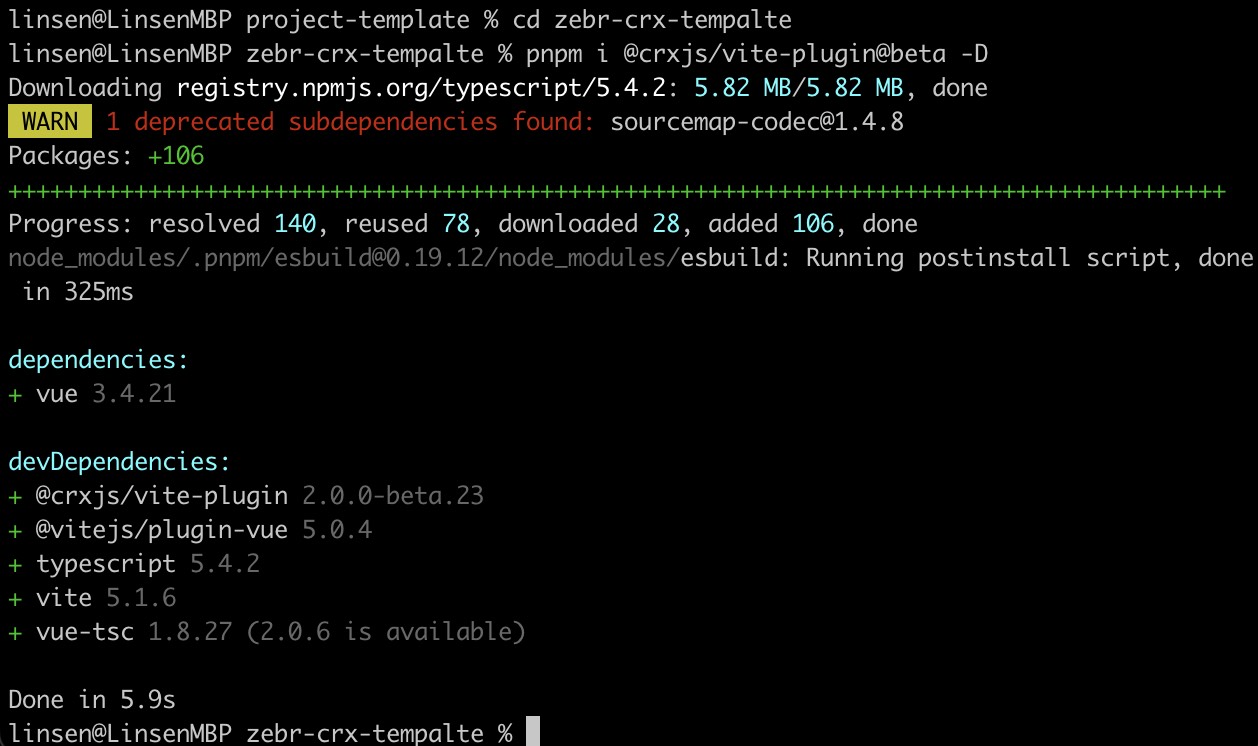 linsen@LinsenMBP project-template % cd zebr-crx-tempalte
linsen@LinsenMBP zebr-crx-tempalte % pnpm i @crxjs/vite-plugin@beta -D
Downloading registry.npmjs.org/typescript/5.4.2: 5.82 MB/5.82 MB, done
WARN 1 deprecated subdependencies found: sourcemap-codec@1.4.8
Packages: +106
+++++++++++++++++++++++++++++++++++++++++++++++++++++++++++++++++++++++++++++++++++++++
Progress: resolved 140, reused 78, downloaded 28, added 106, done
node_modules/.pnpm/esbuild@0.19.12/node_modules/esbuild: Running postinstall script, done
in 325ms
dependencies:
+ vue 3.4.21
devDependencies:
+ @crxjs/vite-plugin 2.0.0-beta.23
+ @vitejs/plugin-vue 5.0.4
+ typescript 5.4.2
+ vite 5.1.6
+ vue-tsc 1.8.27 (2.0.6 is available)
Done in 5.9s
linsen@LinsenMBP zebr-crx-tempalte %